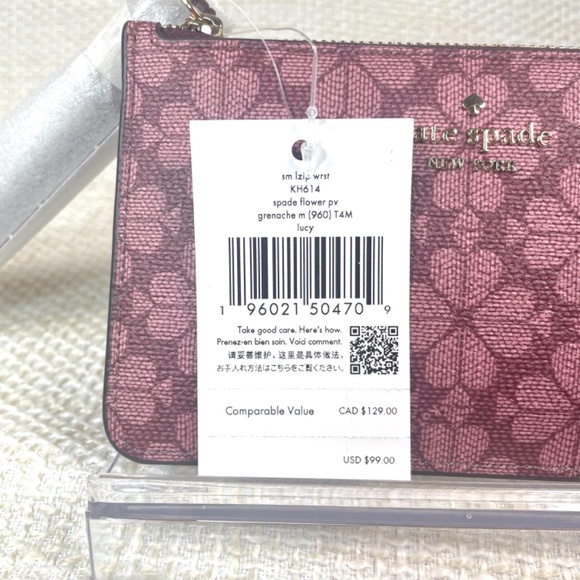 sm lzip wrst
KH614
spade flower pv
grenache m (960) T4M
lucy
1 96021 50470 9
Take good care. Here's how.
Prenez-en bien soin. Voici comment.
请妥善维护。这里是具体做法。
お手入れ方法はこちらをご覧ください。
Comparable Value CAD $129.00
USD $99.00
ate spade
NEW YORK